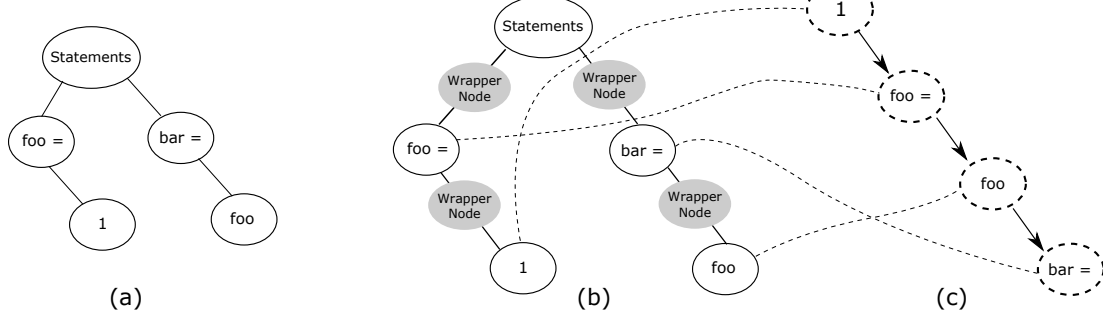 Statements
foo =
bar =
1
foo
(a)
Statements
Wrapper
Node
Wrapper
Node
foo =
bar =
Wrapper
Node
Wrapper
Node
1
foo
(b)
1
foo =
foo
bar =
(c)